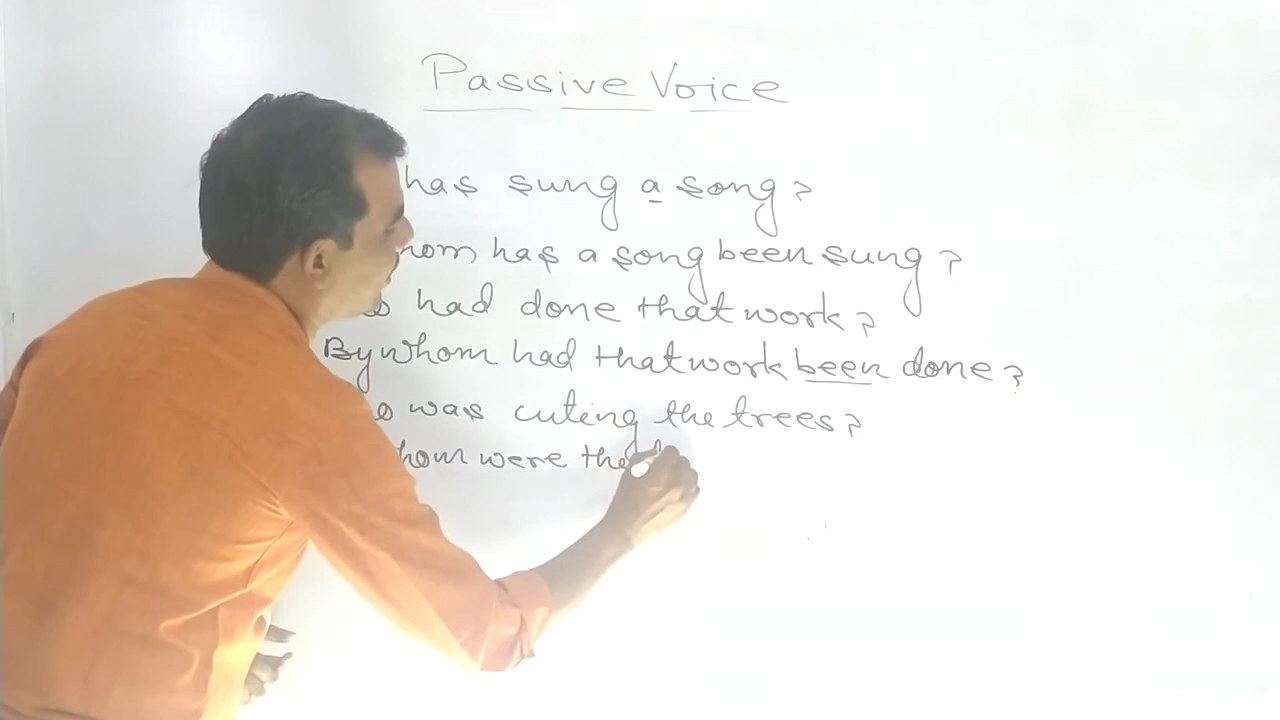 Passive Voice
has sung a song?
has a song been sung?
had done that work?
By whom had that work been done?
was cuting the trees?
were the